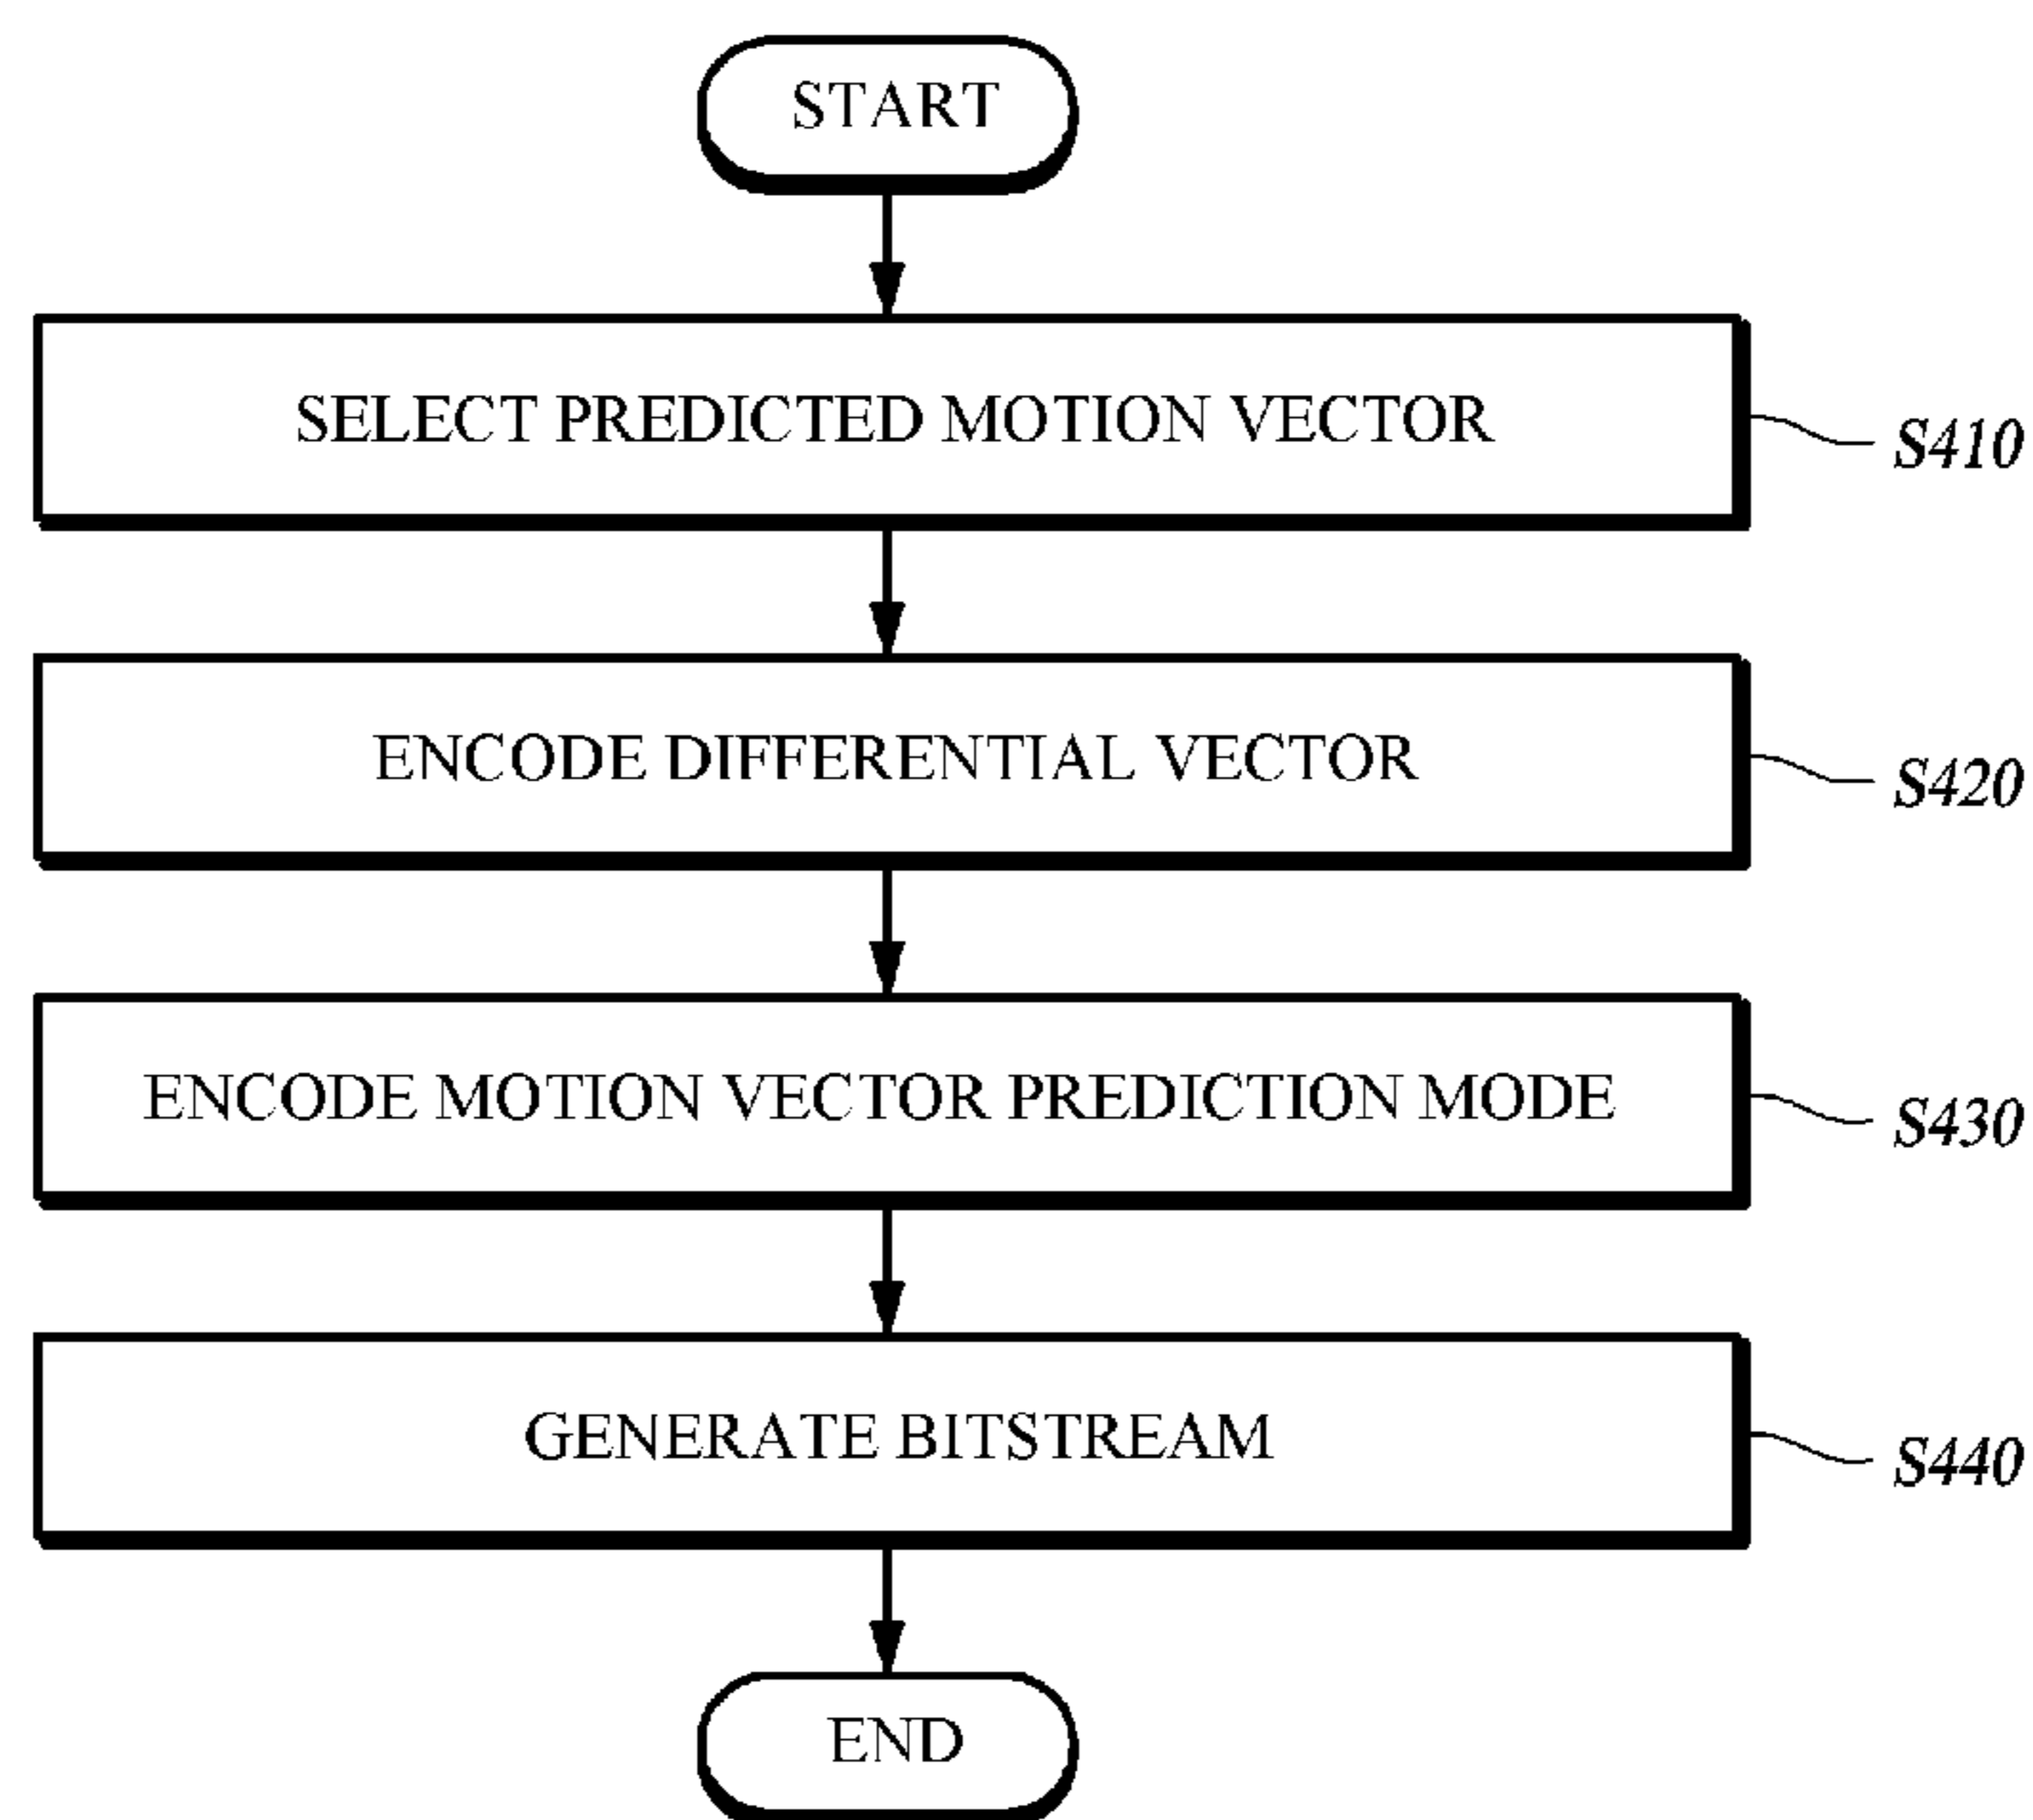 START
SELECT PREDICTED MOTION VECTOR
S410
ENCODE DIFFERENTIAL VECTOR
S420
ENCODE MOTION VECTOR PREDICTION MODE
S430
GENERATE BITSTREAM
S440
END